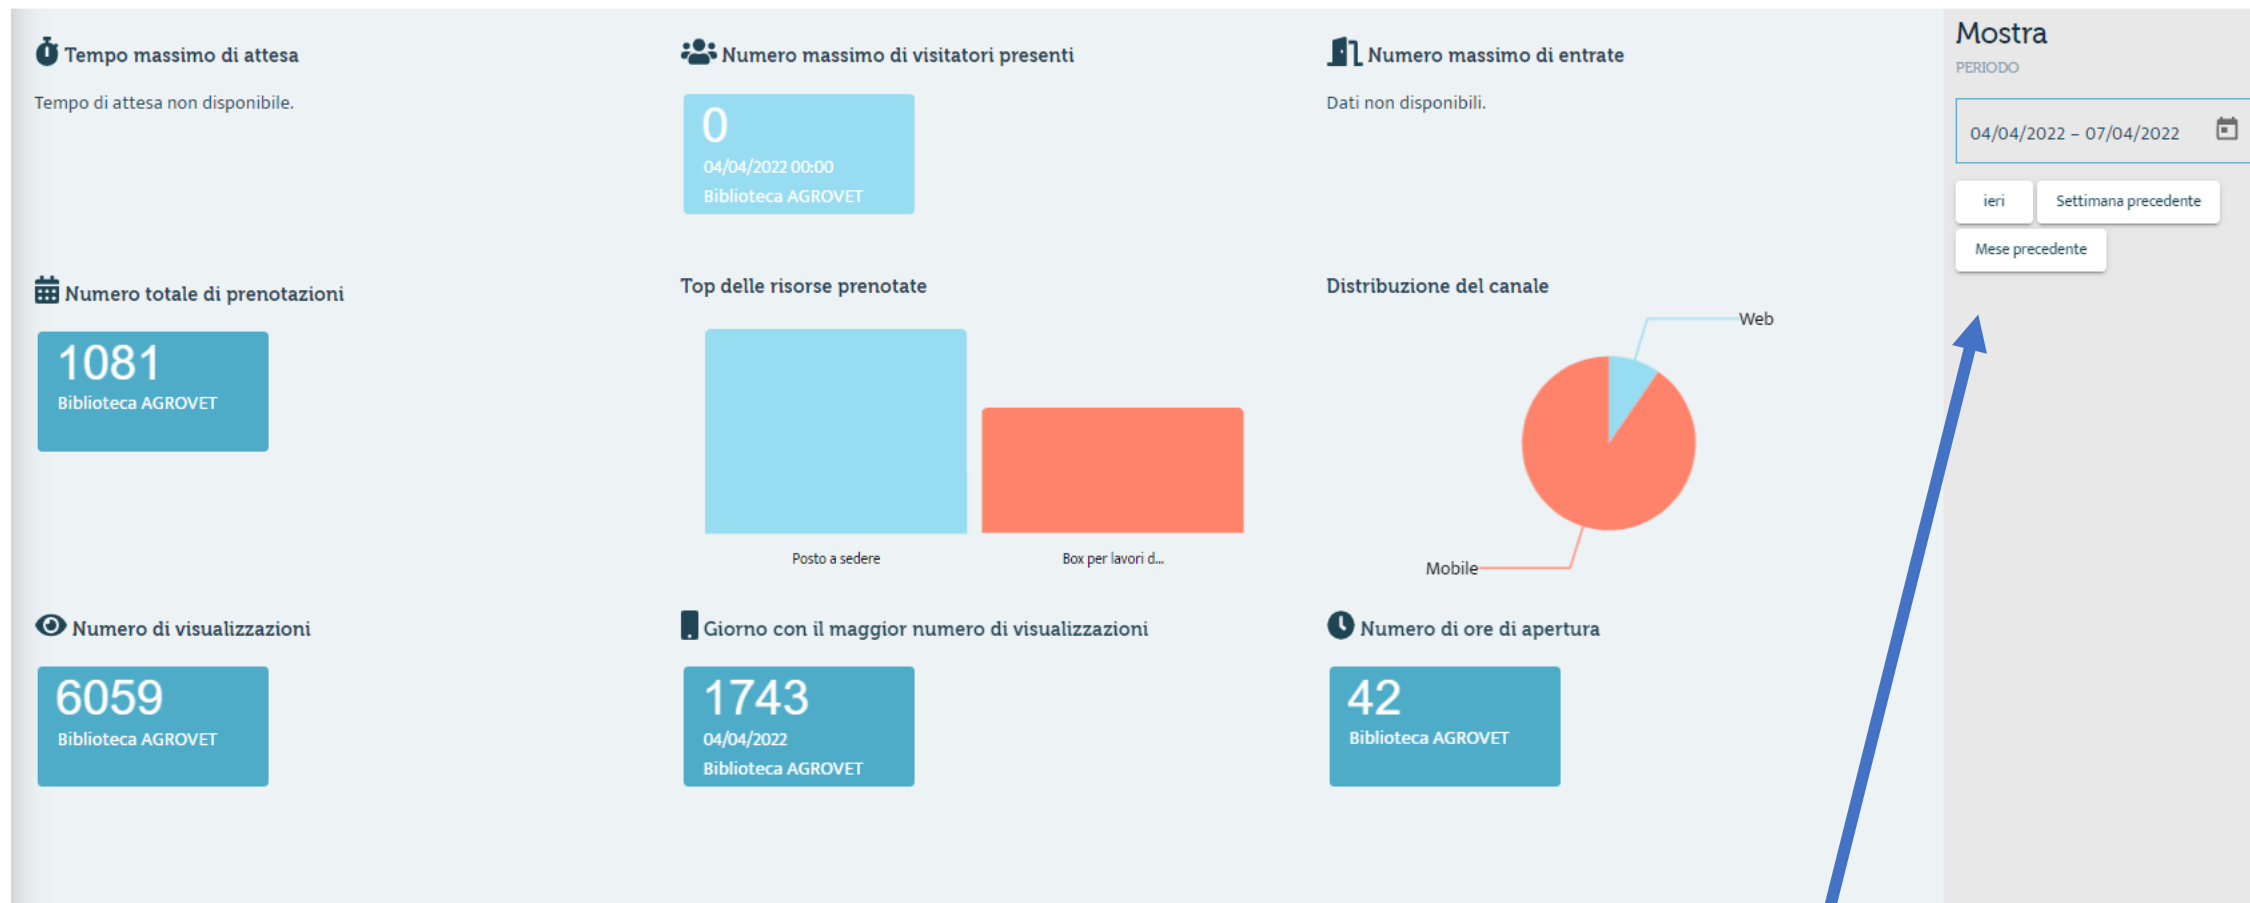 Tempo massimo di attesa
Tempo di attesa non disponibile.
Numero massimo di visitatori presenti
0
04/04/2022 00:00
Biblioteca AGROVET
Numero massimo di entrate
Dati non disponibili.
Mostra
PERIODO
04/04/2022 – 07/04/2022
ieri
Settimana precedente
Mese precedente
Numero totale di prenotazioni
1081
Biblioteca AGROVET
Top delle risorse prenotate
Posto a sedere
Box per lavori d...
Distribuzione del canale
Web
Mobile
Numero di visualizzazioni
6059
Biblioteca AGROVET
Giorno con il maggior numero di visualizzazioni
1743
04/04/2022
Biblioteca AGROVET
Numero di ore di apertura
42
Biblioteca AGROVET